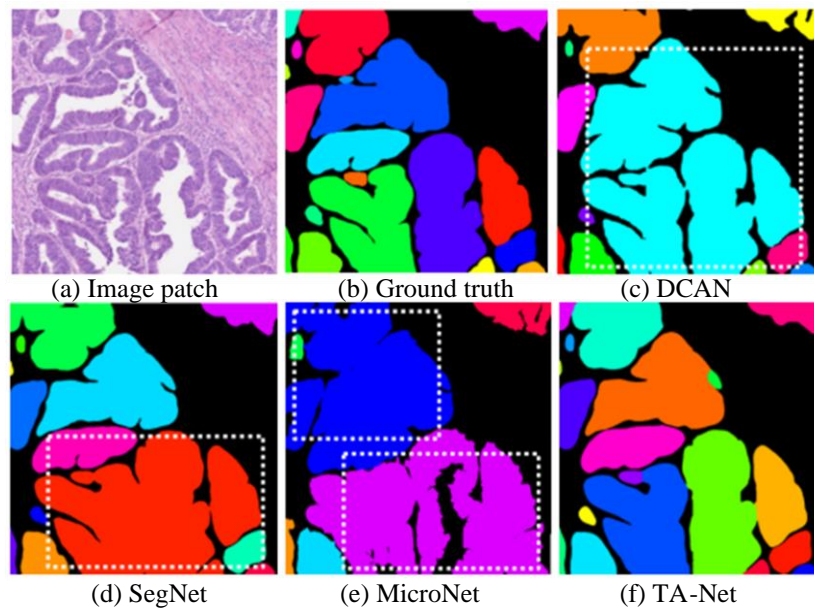 (a) Image patch
(b) Ground truth
(c) DCAN
(d) SegNet
(e) MicroNet
(f) TA-Net